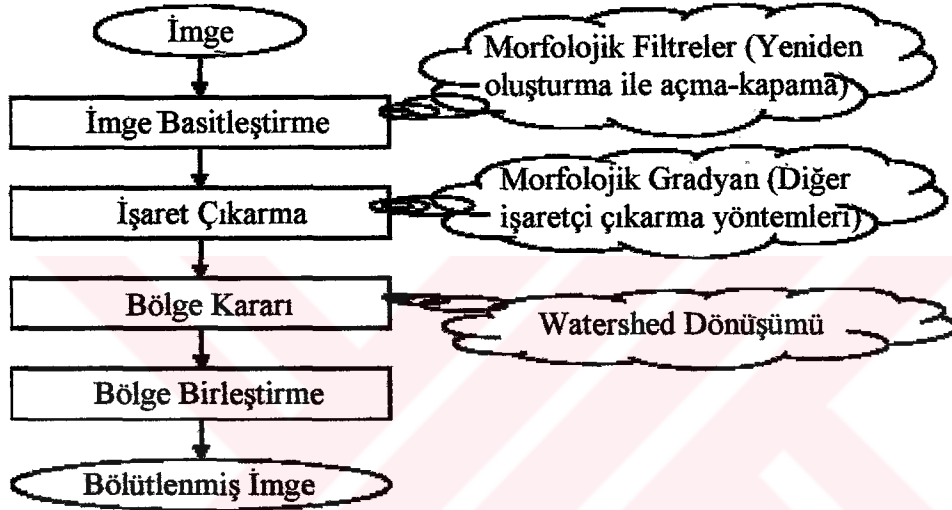 İmge
Morfolojik Filtreler (Yeniden
oluşturma ile açma-kapama)
İmge Basitleştirme
Morfolojik Gradyan (Diğer
işaretçi çıkarma yöntemleri)
İşaret Çıkarma
Bölge Kararı
Watershed Dönüşümü
Bölge Birleştirme
Bölütlenmiş İmge